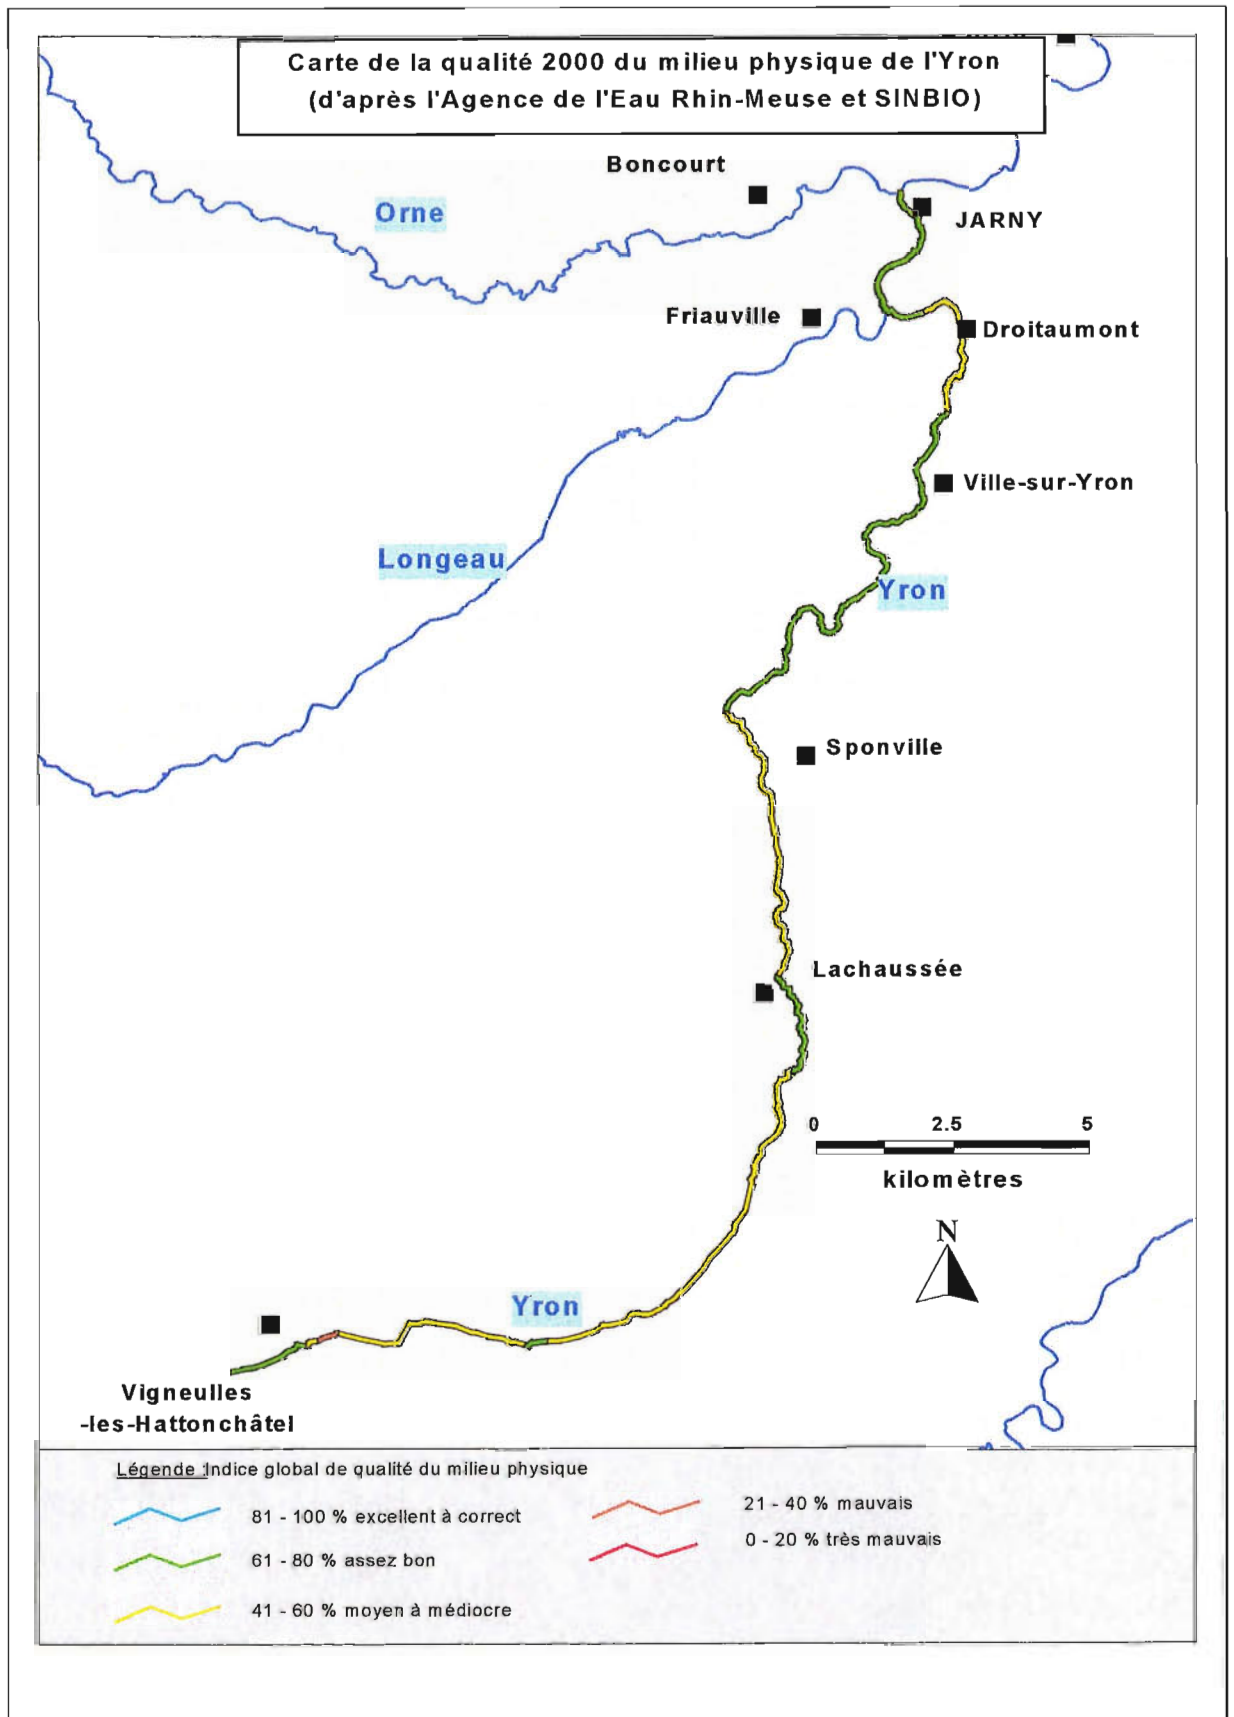 Carte de la qualité 2000 du milieu physique de l'Yron
(d'après l'Agence de l'Eau Rhin-Meuse et SINBIO)
Boncourt
Orne
JARNY
Friauville
Droitaumont
Ville-sur-Yron
Longeau
Yron
Sponville
Lachaussée
0 2.5 5
kilomètres
N
Yron
Vigneulles
-les-Hattonchâtel
Légende :Indice global de qualité du milieu physique
81 - 100 % excellent à correct
61 - 80 % assez bon
41 - 60 % moyen à médiocre
21 - 40 % mauvais
0 - 20 % très mauvais